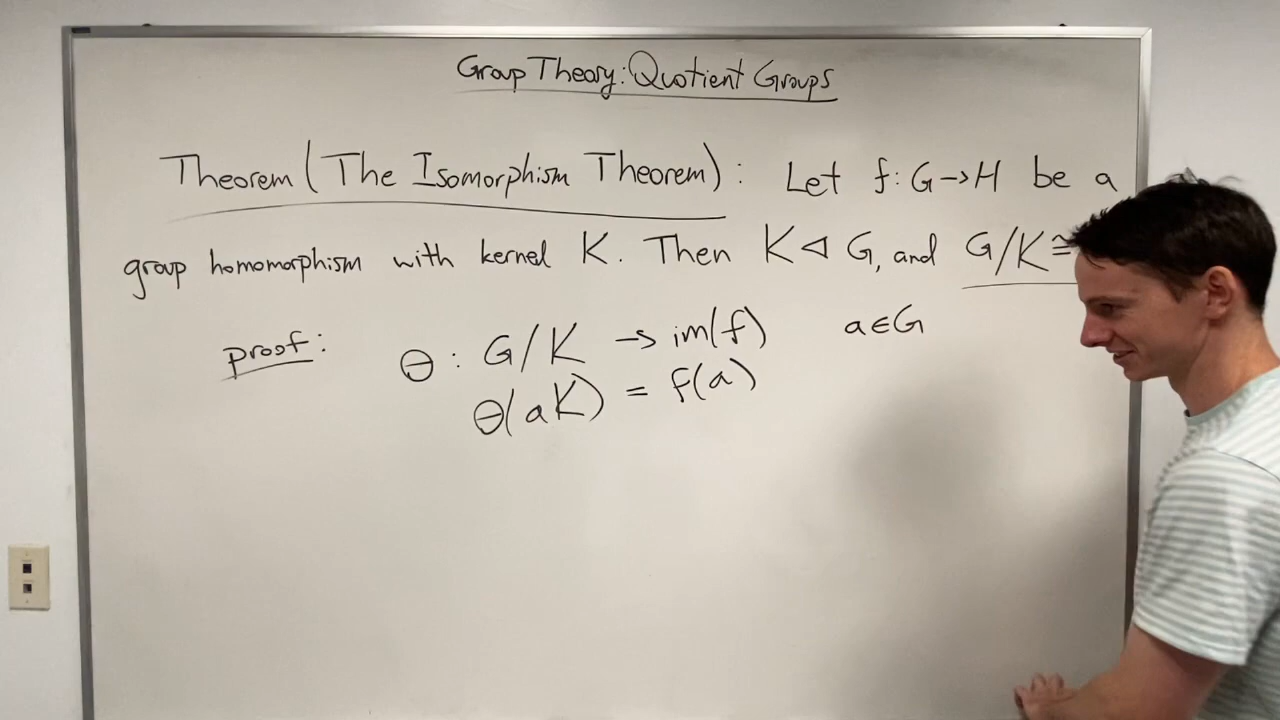 Group Theory: Quotient Groups
Theorem (The Isomorphism Theorem): Let f: G→H be a
group homomorphism with kernel K. Then K ◁ G, and G/K ≅
proof: θ: G/K → im(f) a∈G
θ(aK) = f(a)